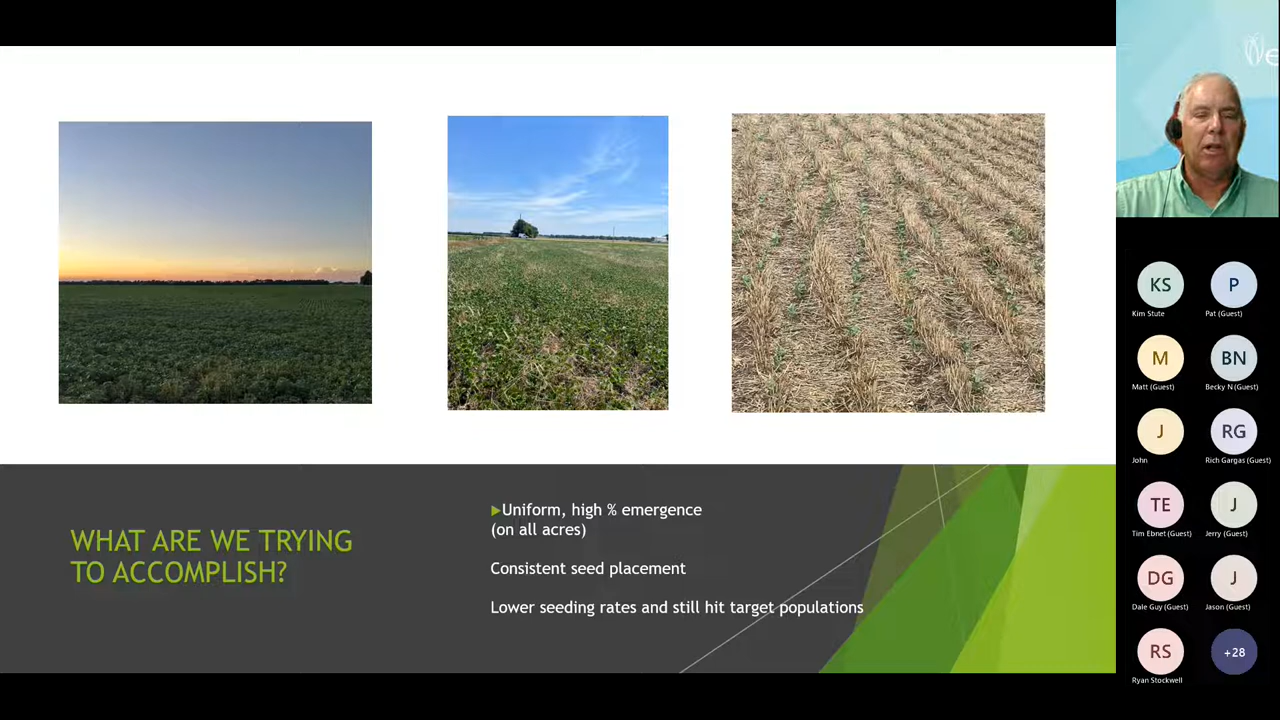 WHAT ARE WE TRYING
TO ACCOMPLISH?
▶Uniform, high % emergence
(on all acres)
Consistent seed placement
Lower seeding rates and still hit target populations
KS
Kim Stute
P
Pat (Guest)
M
Matt (Guest)
BN
Becky N (Guest)
J
John
RG
Rich Gargas (Guest)
TE
Tim Ebnet (Guest)
J
Jerry (Guest)
DG
Dale Guy (Guest)
J
Jason (Guest)
RS
Ryan Stockwell
+28